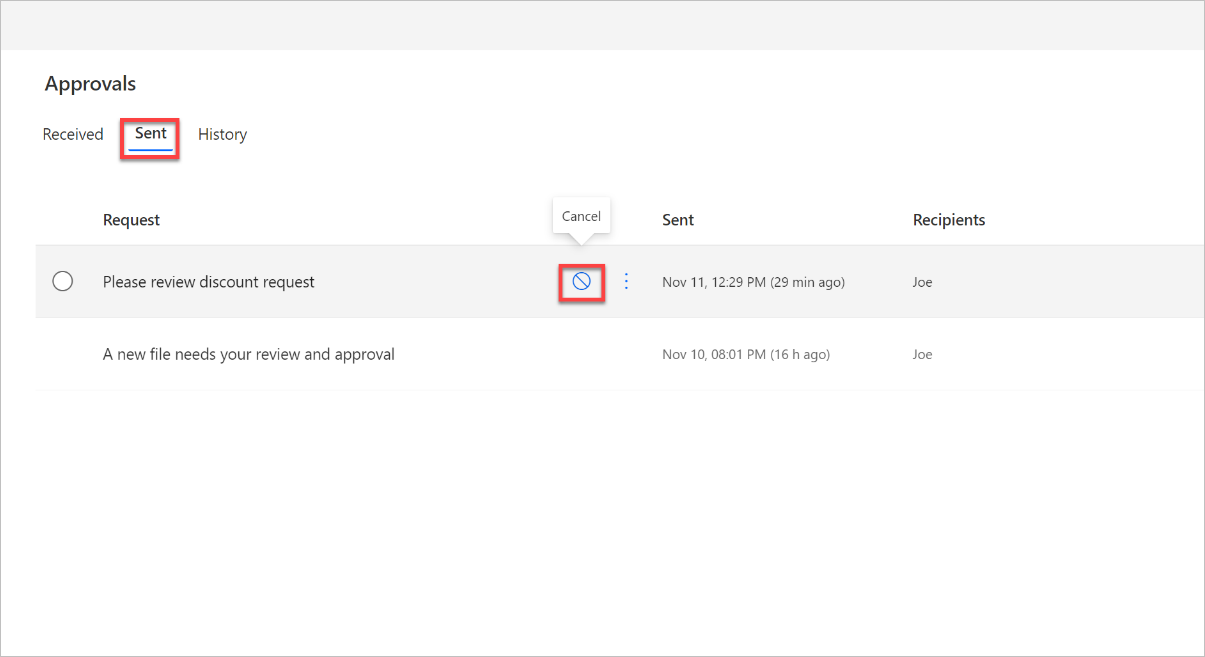 Approvals
Received Sent History
Cancel
Request Sent Recipients
Please review discount request Nov 11, 12:29 PM (29 min ago) Joe
A new file needs your review and approval Nov 10, 08:01 PM (16 h ago) Joe